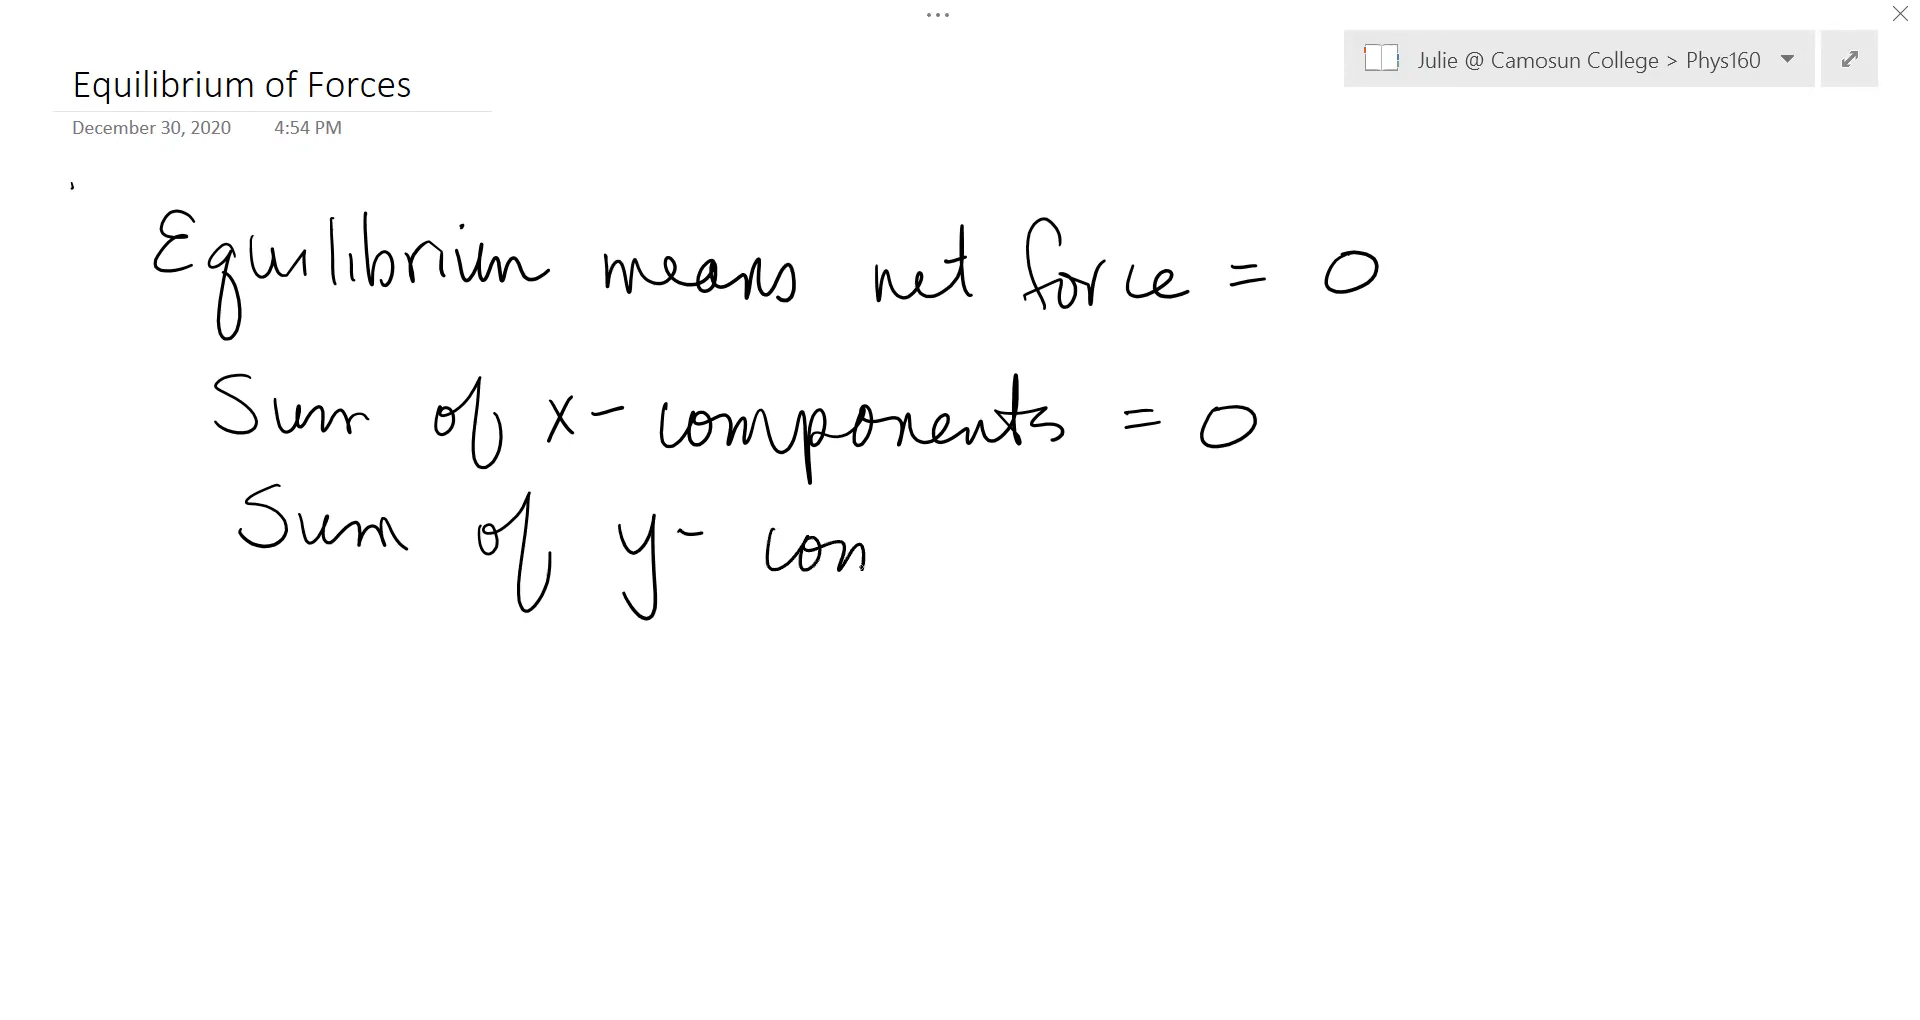 Julie @ Camosun College > Phys160
Equilibrium of Forces
December 30, 2020 4:54 PM
Equilibrium means net force = 0
Sum of x- components = 0
Sum of y- con